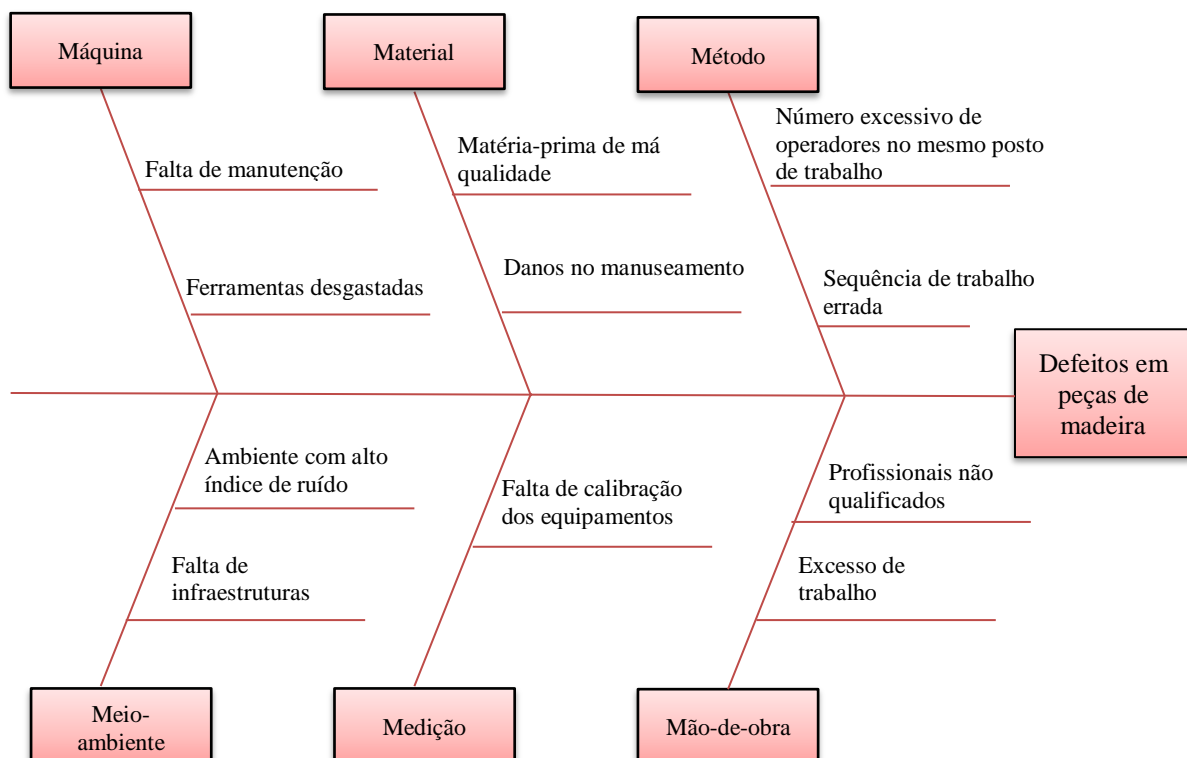 Máquina
Material
Método
Número excessivo de
operadores no mesmo posto
de trabalho
Matéria-prima de má
qualidade
Falta de manutenção
Danos no manuseamento
Sequência de trabalho
errada
Ferramentas desgastadas
Defeitos em
peças de
madeira
Ambiente com alto
índice de ruído
Falta de calibração
dos equipamentos
Profissionais não
qualificados
Falta de
infraestruturas
Excesso de
trabalho
Meio-
ambiente
Medição
Mão-de-obra